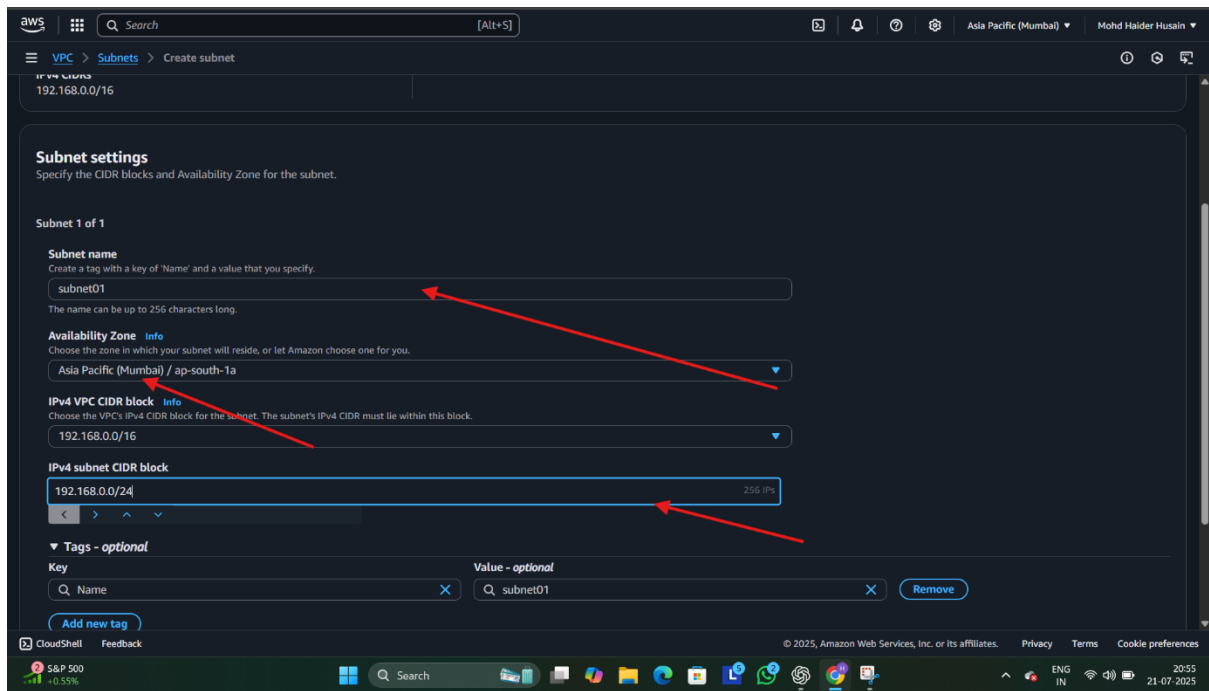 aws
Search [Alt+S] Asia Pacific (Mumbai) ▼ Mohd Haider Husain ▼
VPC > Subnets > Create subnet
IPv4 CIDRs
192.168.0.0/16
Subnet settings
Specify the CIDR blocks and Availability Zone for the subnet.
Subnet 1 of 1
Subnet name
Create a tag with a key of 'Name' and a value that you specify.
subnet01
The name can be up to 256 characters long.
Availability Zone Info
Choose the zone in which your subnet will reside, or let Amazon choose one for you.
Asia Pacific (Mumbai) / ap-south-1a
IPv4 VPC CIDR block Info
Choose the VPC's IPv4 CIDR block for the subnet. The subnet's IPv4 CIDR must lie within this block.
192.168.0.0/16
IPv4 subnet CIDR block
192.168.0.0/24 256 IPs
Tags - optional
Key Value - optional
Name subnet01 Remove
Add new tag
CloudShell Feedback © 2025, Amazon Web Services, Inc. or its affiliates. Privacy Terms Cookie preferences
2 S&P 500 Search 9 2 ENG 20:55
+0.55% IN 21-07-2025